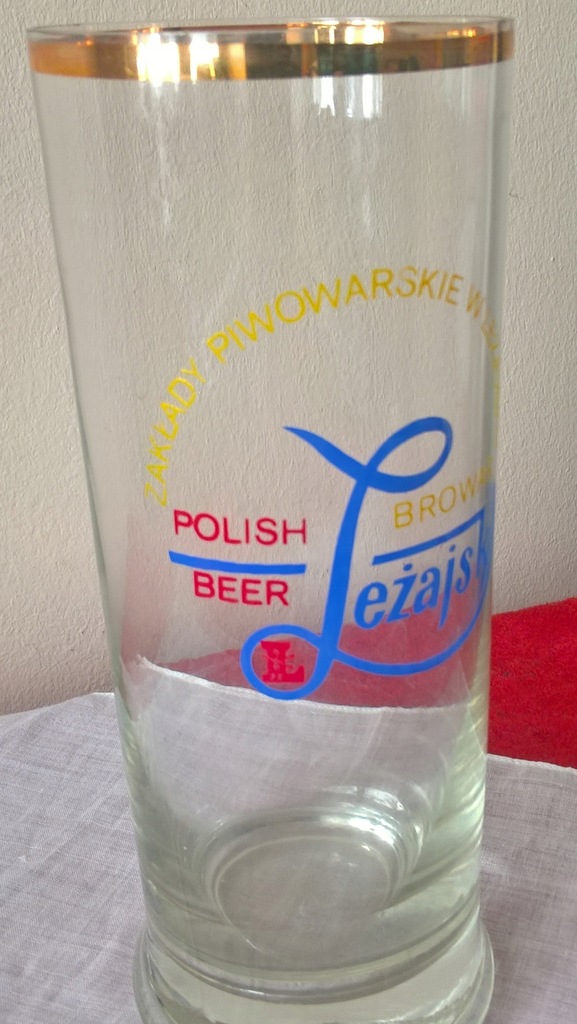 ZAKŁADY PIWOWARSKIE W
POLISH
BEER
BROWA
Leżajsk
L